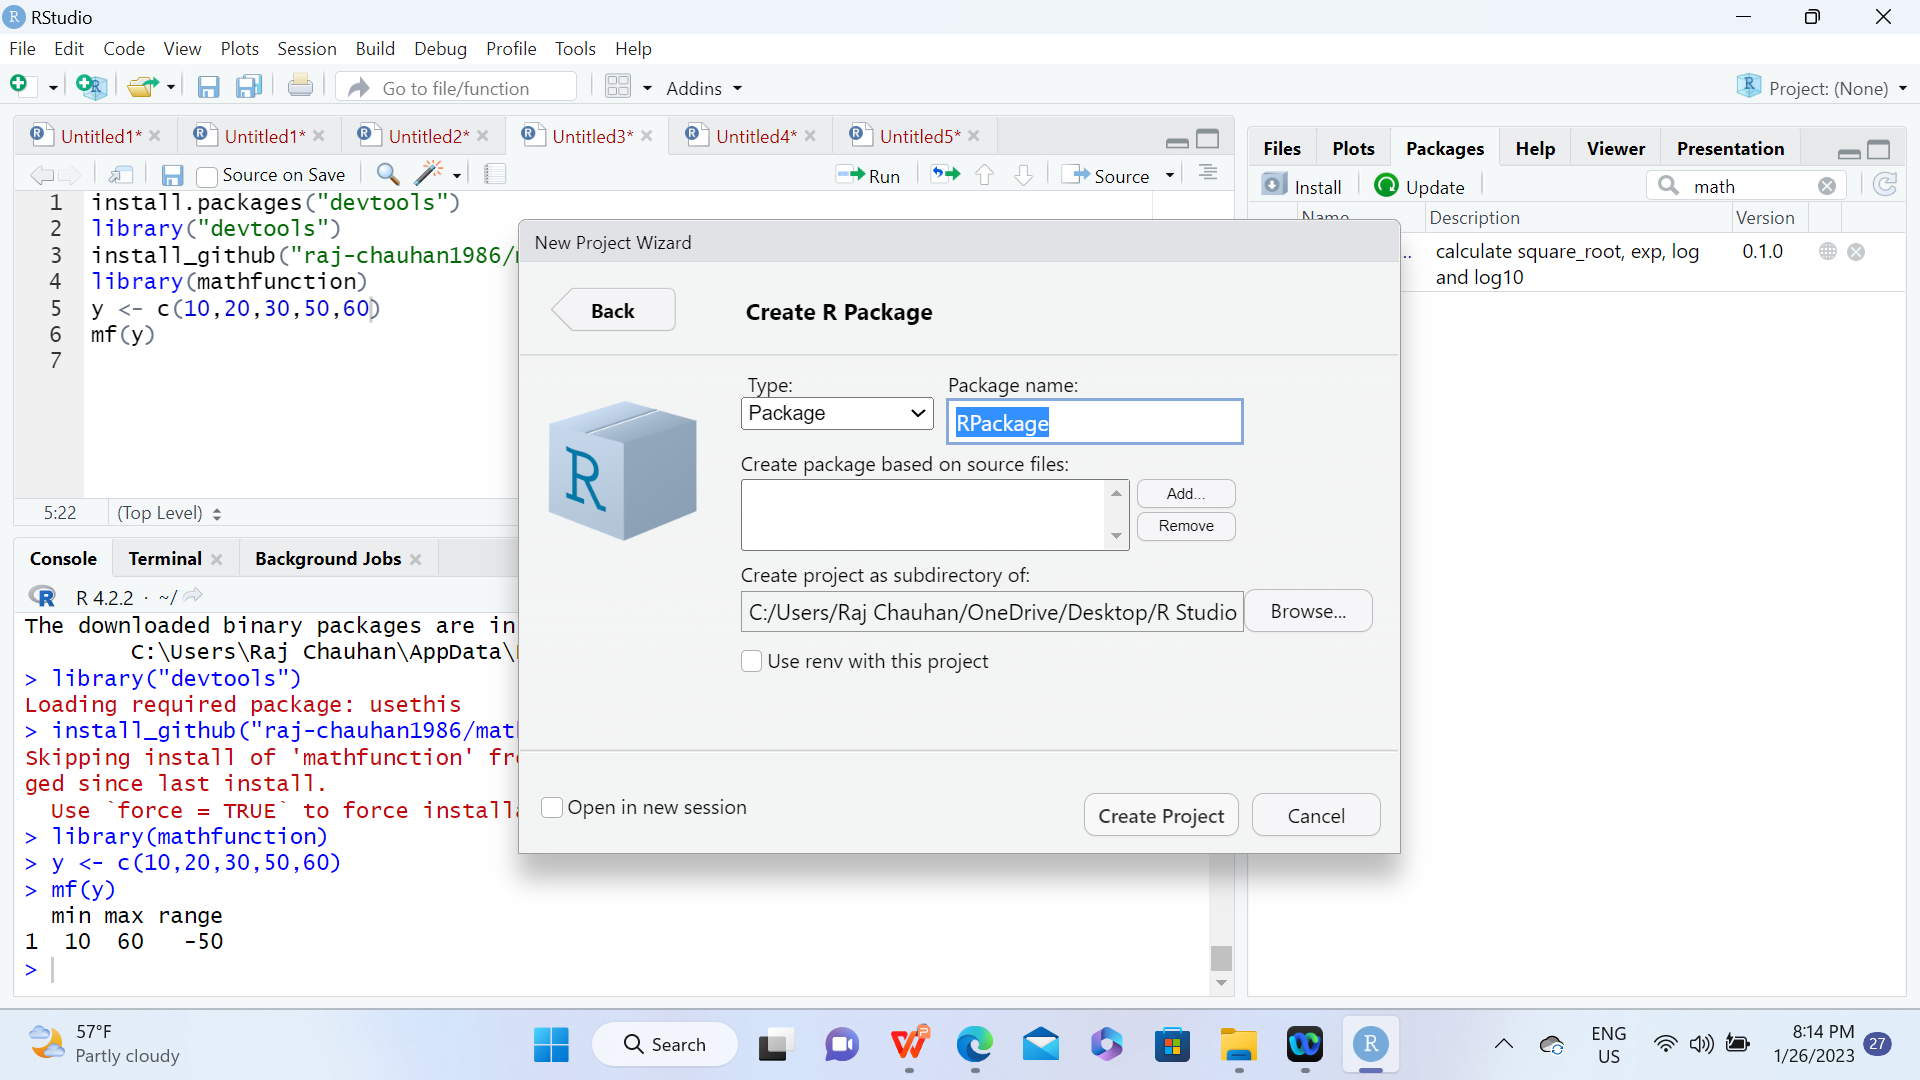 RStudio
File Edit Code View Plots Session Build Debug Profile Tools Help
Go to file/function Addins Project: (None)
Untitled1* Untitled1* Untitled2* Untitled3* Untitled4* Untitled5*
Source on Save Run Source
1 install.packages("devtools")
2 library("devtools")
3 install_github("raj-chauhan1986/
4 library(mathfunction)
5 y <- c(10,20,30,50,60)
6 mf(y)
7
5:22 (Top Level)
Console Terminal Background Jobs
R 4.2.2 · ~/
The downloaded binary packages are in
C:\Users\Raj Chauhan\AppData\
> library("devtools")
Loading required package: usethis
> install_github("raj-chauhan1986/mat
Skipping install of 'mathfunction' fr
ged since last install.
Use `force = TRUE` to force install
> library(mathfunction)
> y <- c(10,20,30,50,60)
> mf(y)
min max range
1 10 60 -50
>
Files Plots Packages Help Viewer Presentation
Install Update math
Name Description Version
.. calculate square_root, exp, log 0.1.0
and log10
New Project Wizard
Back Create R Package
Type: Package name:
Package RPackage
R
Create package based on source files:
Add...
Remove
Create project as subdirectory of:
C:/Users/Raj Chauhan/OneDrive/Desktop/R Studio Browse...
Use renv with this project
Open in new session Create Project Cancel
57°F
Partly cloudy
Search
ENG
US
8:14 PM
1/26/2023
27